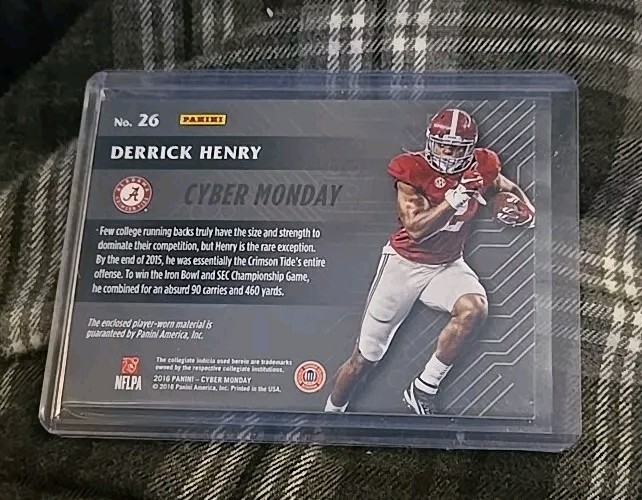 No. 26 PANINI
DERRICK HENRY
CYBER MONDAY
Few college running backs truly have the size and strength to
dominate their competition, but Henry is the rare exception.
By the end of 2015, he was essentially the Crimson Tide's entire
offense. To win the Iron Bowl and SEC Championship Game,
he combined for an absurd 90 carries and 460 yards.
The enclosed player-worn material is
guaranteed by Panini America, Inc.
The collegiate indicia used herein are trademarks
owned by the respective collegiate institutions.
NFLPA
2016 PANINI – CYBER MONDAY
© 2016 Panini America, Inc. Printed in the USA.